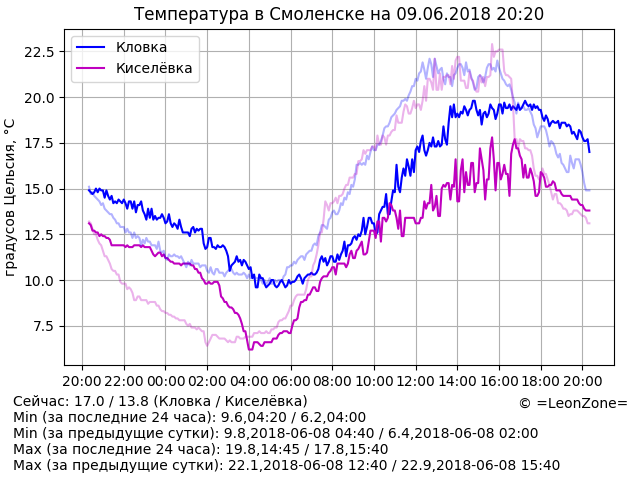 Температура в Смоленске на 09.06.2018 20:20
Кловка
Киселёвка
градусов Цельсия, °C
22.5
20.0
17.5
15.0
12.5
10.0
7.5
20:00 22:00 00:00 02:00 04:00 06:00 08:00 10:00 12:00 14:00 16:00 18:00 20:00
Сейчас: 17.0 / 13.8 (Кловка / Киселёвка)
© =LeonZone=
Min (за последние 24 часа): 9.6,04:20 / 6.2,04:00
Min (за предыдущие сутки): 9.8,2018-06-08 04:40 / 6.4,2018-06-08 02:00
Max (за последние 24 часа): 19.8,14:45 / 17.8,15:40
Max (за предыдущие сутки): 22.1,2018-06-08 12:40 / 22.9,2018-06-08 15:40